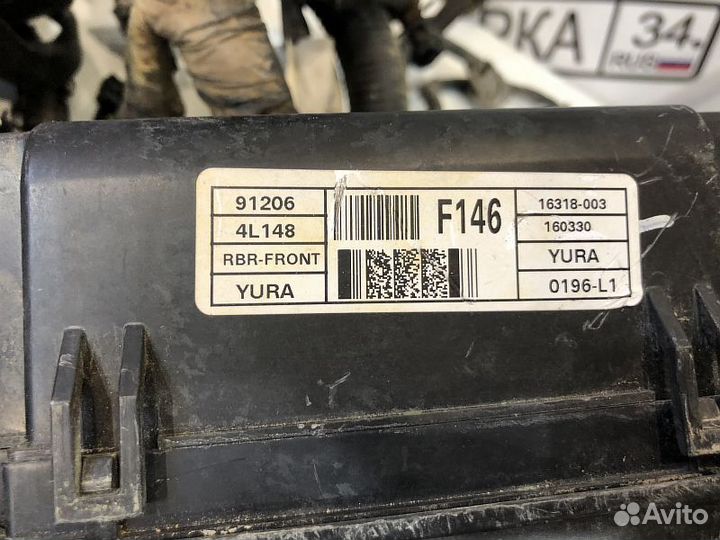 РКА 34.
RUS
91206
4L148
RBR-FRONT
YURA
F146
16318-003
160330
YURA
0196-L1
Avito